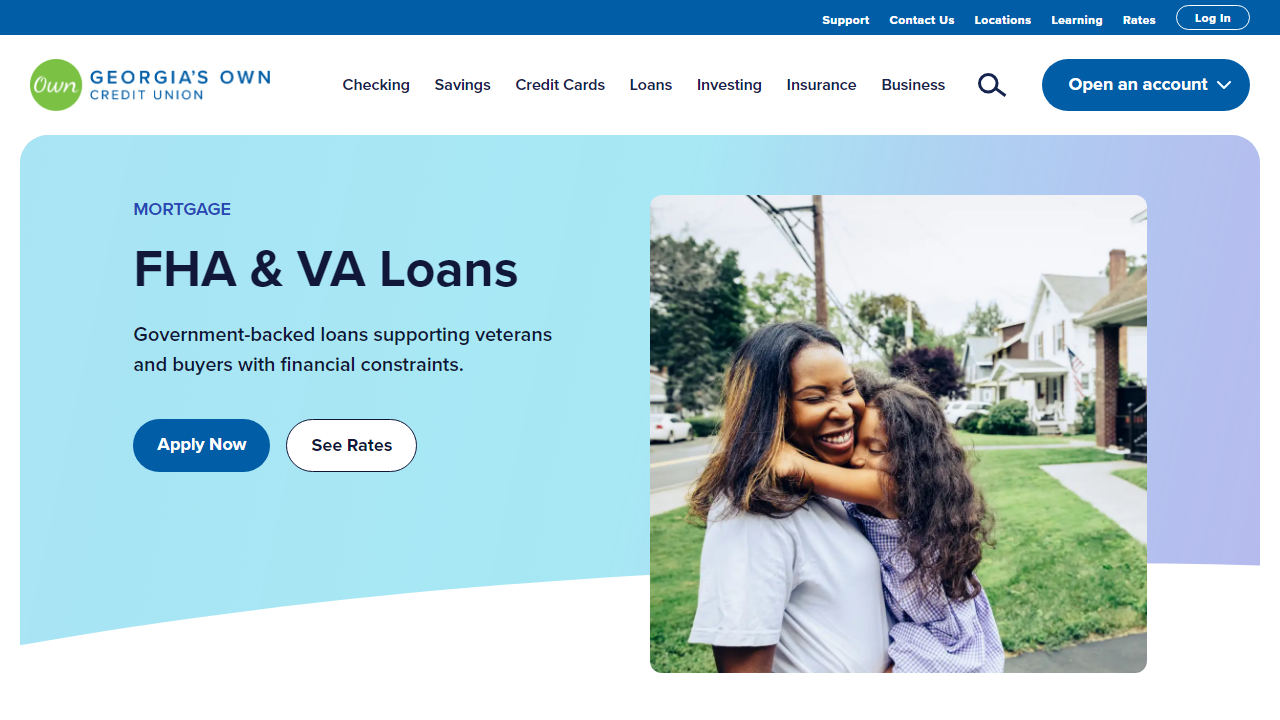 Support Contact Us Locations Learning Rates Log In
Own GEORGIA'S OWN
CREDIT UNION
Checking Savings Credit Cards Loans Investing Insurance Business Open an account
MORTGAGE
FHA & VA Loans
Government-backed loans supporting veterans
and buyers with financial constraints.
Apply Now See Rates